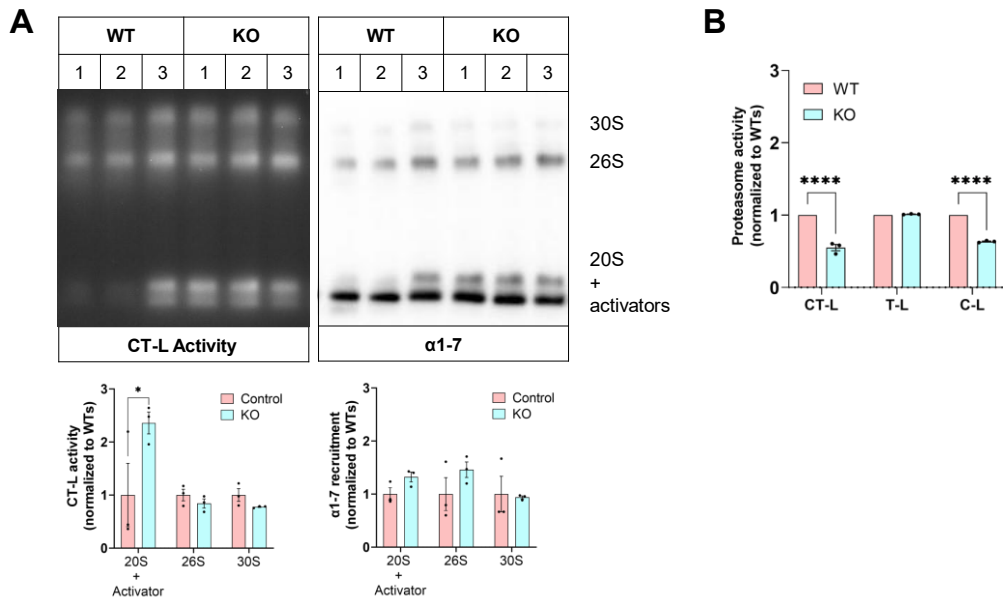 A
WT KO WT KO
1 2 3 1 2 3 1 2 3 1 2 3
30S
26S
20S
+
activators
CT-L Activity α1-7
3
2
1
0
CT-L activity
(normalized to WTs)
*
Control
KO
20S
+
Activator
26S
30S
3
2
1
0
α1-7 recruitment
(normalized to WTs)
Control
KO
20S
+
Activator
26S
30S
B
3
2
1
0
Proteasome activity
(normalized to WTs)
WT
KO
**** ****
CT-L T-L C-L